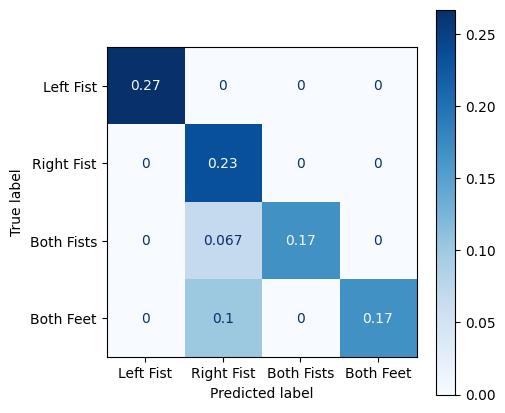 Left Fist 0.27 0 0 0
Right Fist 0 0.23 0 0
Both Fists 0 0.067 0.17 0
Both Feet 0 0.1 0 0.17
Left Fist Right Fist Both Fists Both Feet
Predicted label
True label
0.25
0.20
0.15
0.10
0.05
0.00